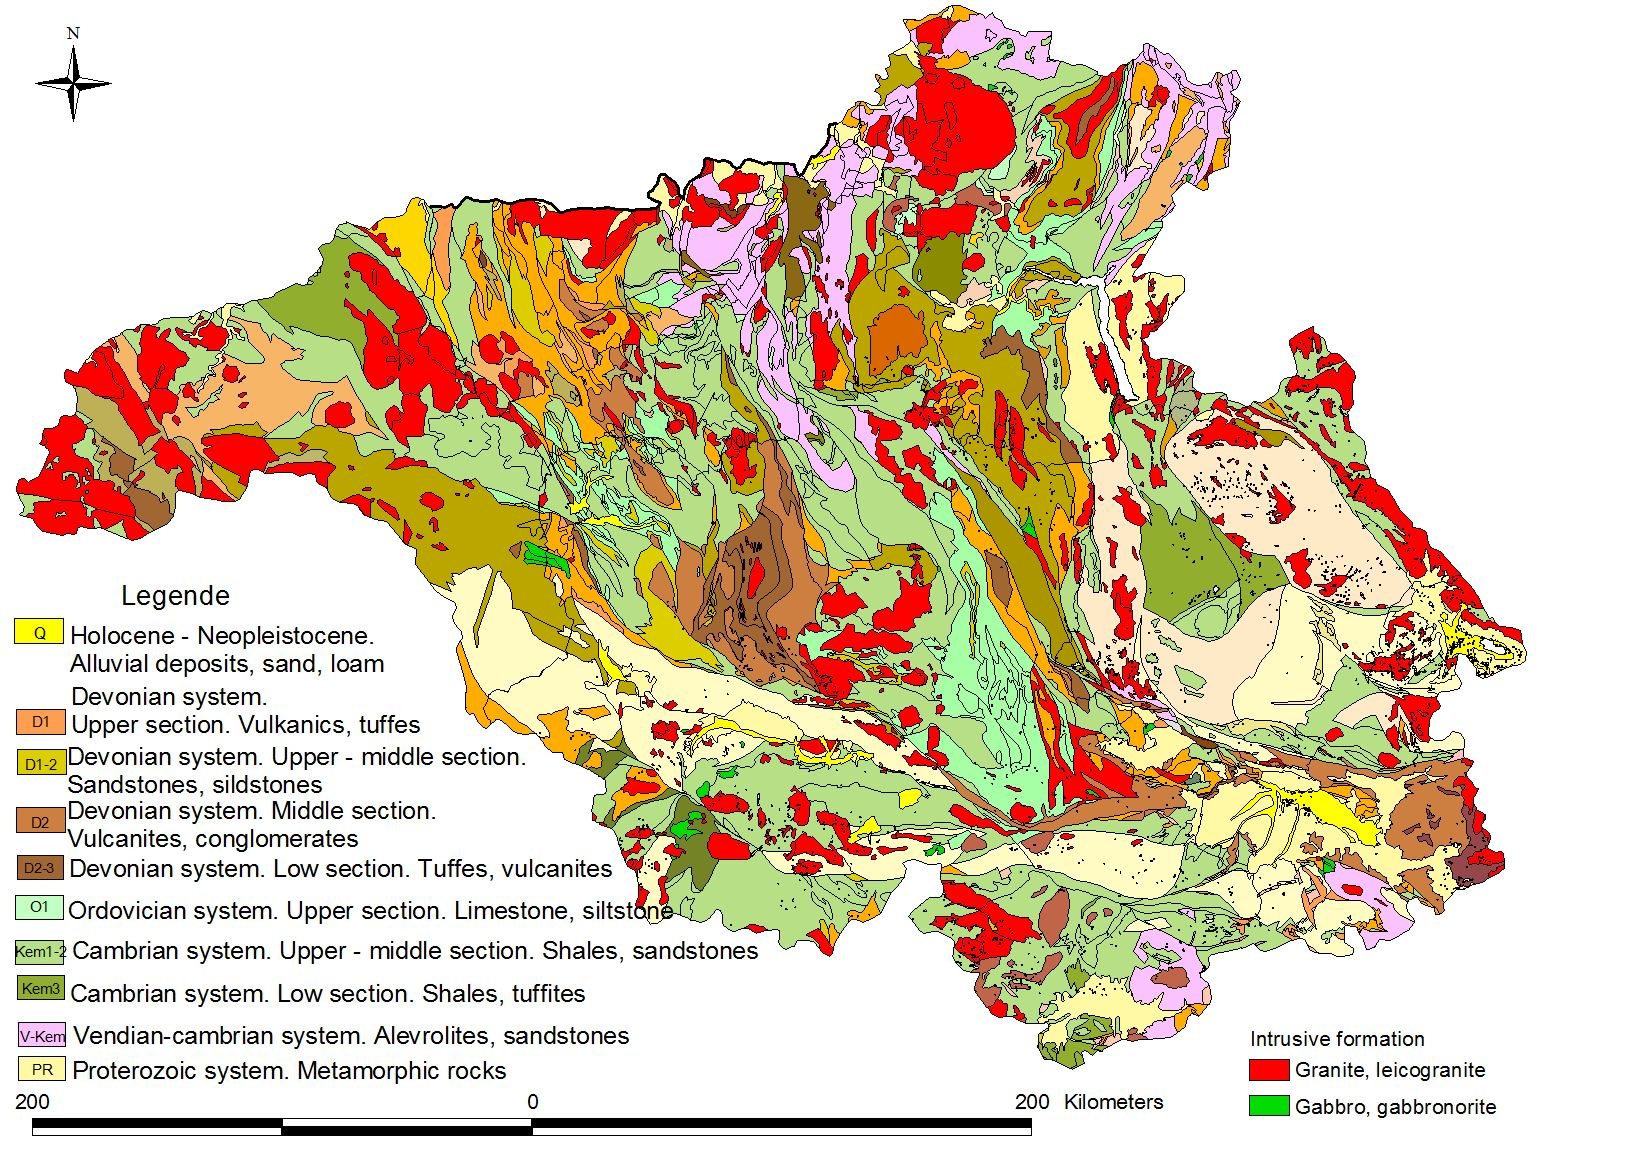 N
Legende
Q Holocene - Neopleistocene.
Alluvial deposits, sand, loam
Devonian system.
D1 Upper section. Vulkanics, tuffes
D1-2 Devonian system. Upper - middle section.
Sandstones, sildstones
D2 Devonian system. Middle section.
Vulcanites, conglomerates
D2-3 Devonian system. Low section. Tuffes, vulcanites
O1 Ordovician system. Upper section. Limestone, siltstone
Kem1-2 Cambrian system. Upper - middle section. Shales, sandstones
Kem3 Cambrian system. Low section. Shales, tuffites
V-Kem Vendian-cambrian system. Alevrolites, sandstones
PR Proterozoic system. Metamorphic rocks
200 0 200 Kilometers
Intrusive formation
Granite, leicogranite
Gabbro, gabbronorite